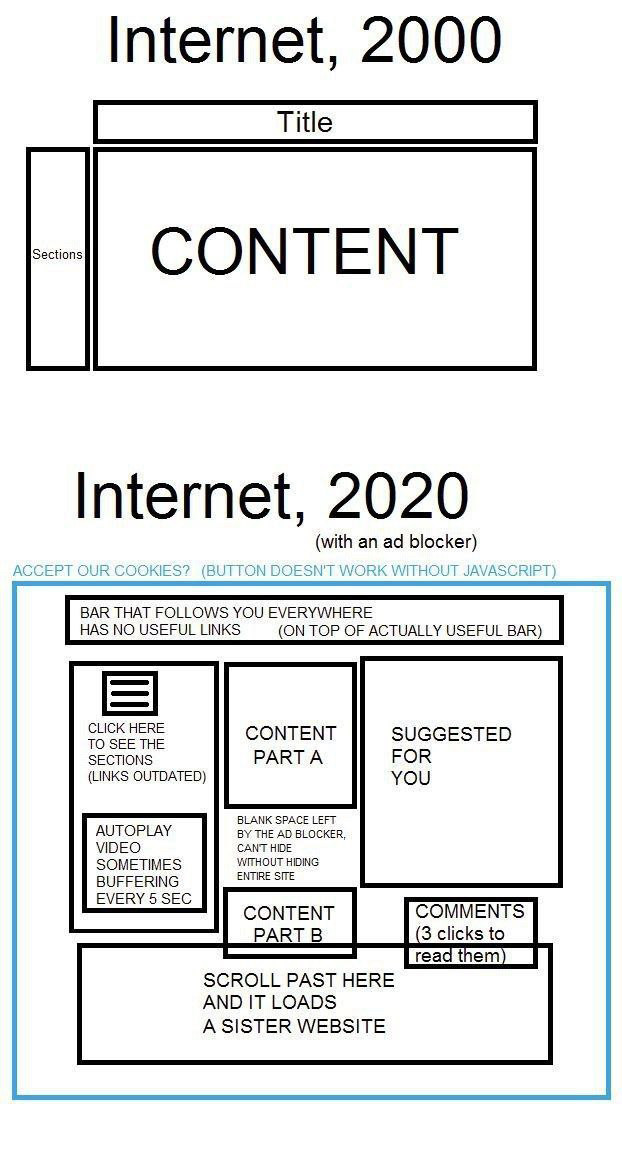 Internet, 2000
Title
Sections
CONTENT
Internet, 2020
(with an ad blocker)
ACCEPT OUR COOKIES? (BUTTON DOESN'T WORK WITHOUT JAVASCRIPT)
BAR THAT FOLLOWS YOU EVERYWHERE
HAS NO USEFUL LINKS (ON TOP OF ACTUALLY USEFUL BAR)
CLICK HERE
TO SEE THE
SECTIONS
(LINKS OUTDATED)
AUTOPLAY
VIDEO
SOMETIMES
BUFFERING
EVERY 5 SEC
CONTENT
PART A
BLANK SPACE LEFT
BY THE AD BLOCKER,
CAN'T HIDE
WITHOUT HIDING
ENTIRE SITE
CONTENT
PART B
SUGGESTED
FOR
YOU
COMMENTS
(3 clicks to
read them)
SCROLL PAST HERE
AND IT LOADS
A SISTER WEBSITE